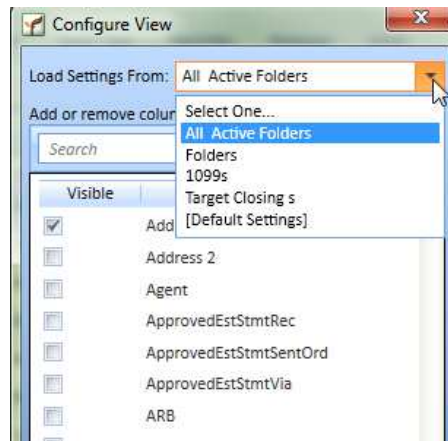 Configure View
Load Settings From: All Active Folders
Add or remove colu
Select One...
All Active Folders
Folders
1099s
Target Closing s
[Default Settings]
Search
Visible
Add
Address 2
Agent
ApprovedEstStmtRec
ApprovedEstStmtSentOrd
ApprovedEstStmtVia
ARB